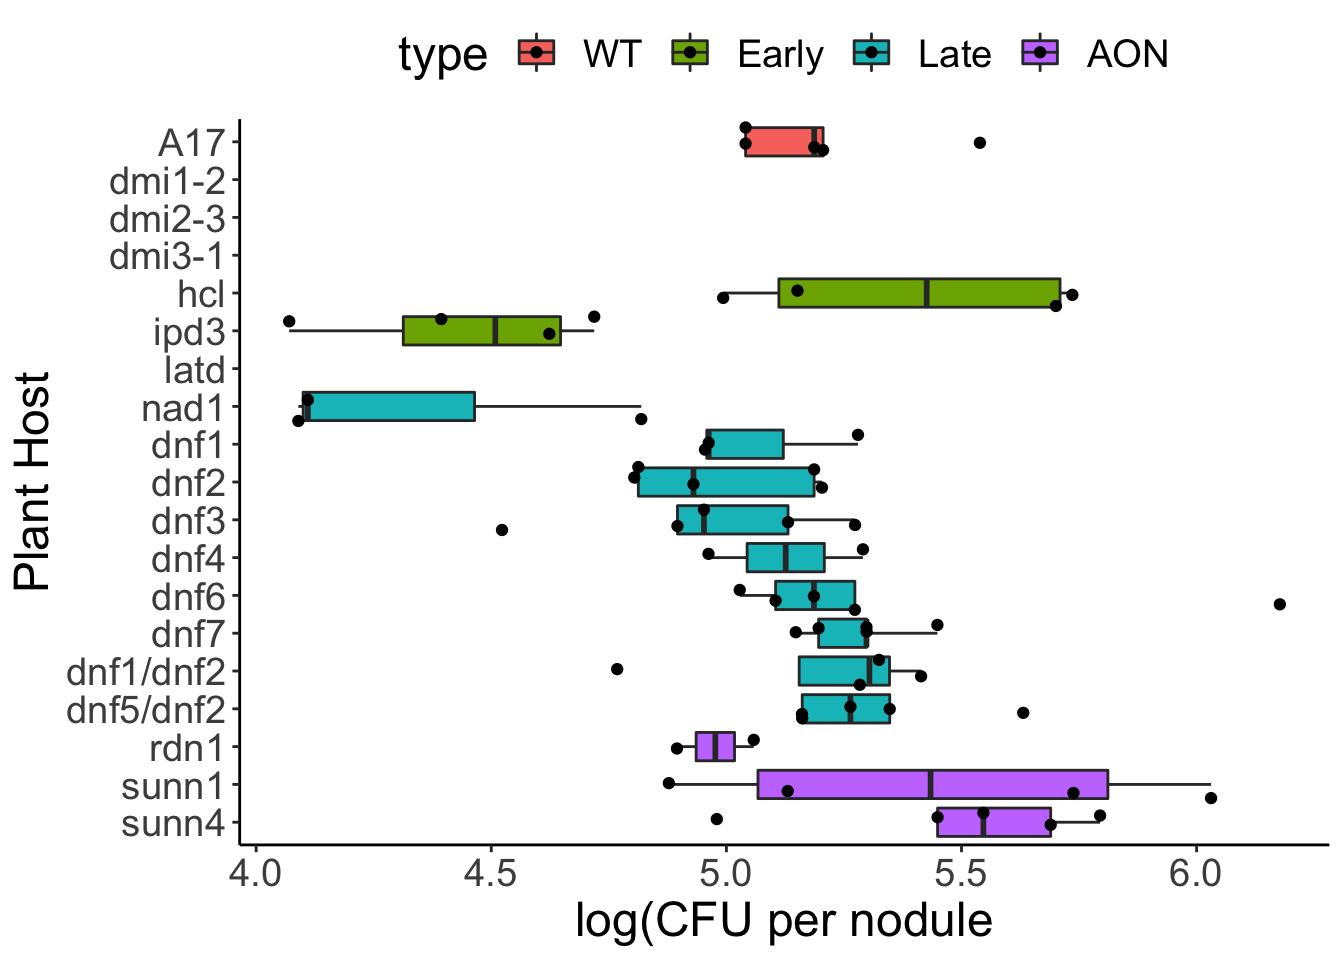 type WT Early Late AON
A17
dmi1-2
dmi2-3
dmi3-1
hcl
ipd3
latd
nad1
dnf1
dnf2
dnf3
dnf4
dnf6
dnf7
dnf1/dnf2
dnf5/dnf2
rdn1
sunn1
sunn4
Plant Host
4.0 4.5 5.0 5.5 6.0
log(CFU per nodule